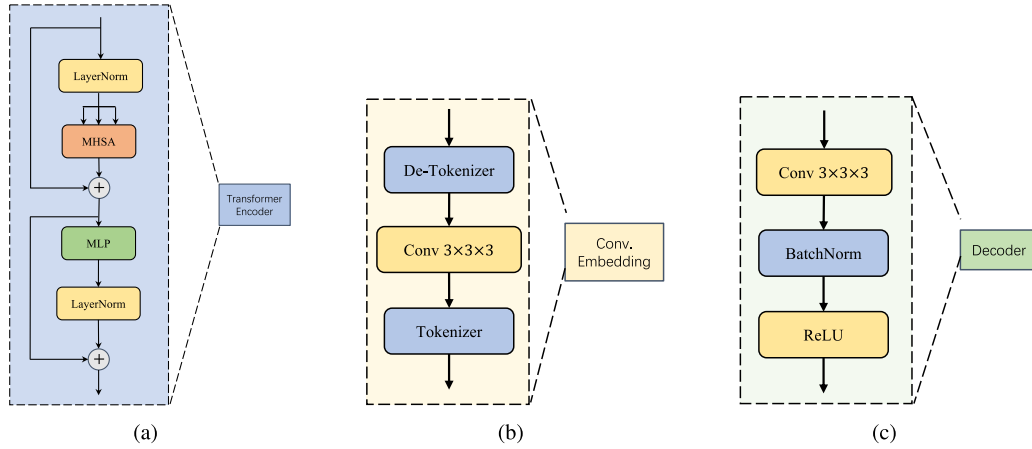 LayerNorm
MHSA
+
MLP
LayerNorm
+
Transformer
Encoder
(a)
De-Tokenizer
Conv 3×3×3
Tokenizer
Conv.
Embedding
(b)
Conv 3×3×3
BatchNorm
ReLU
Decoder
(c)